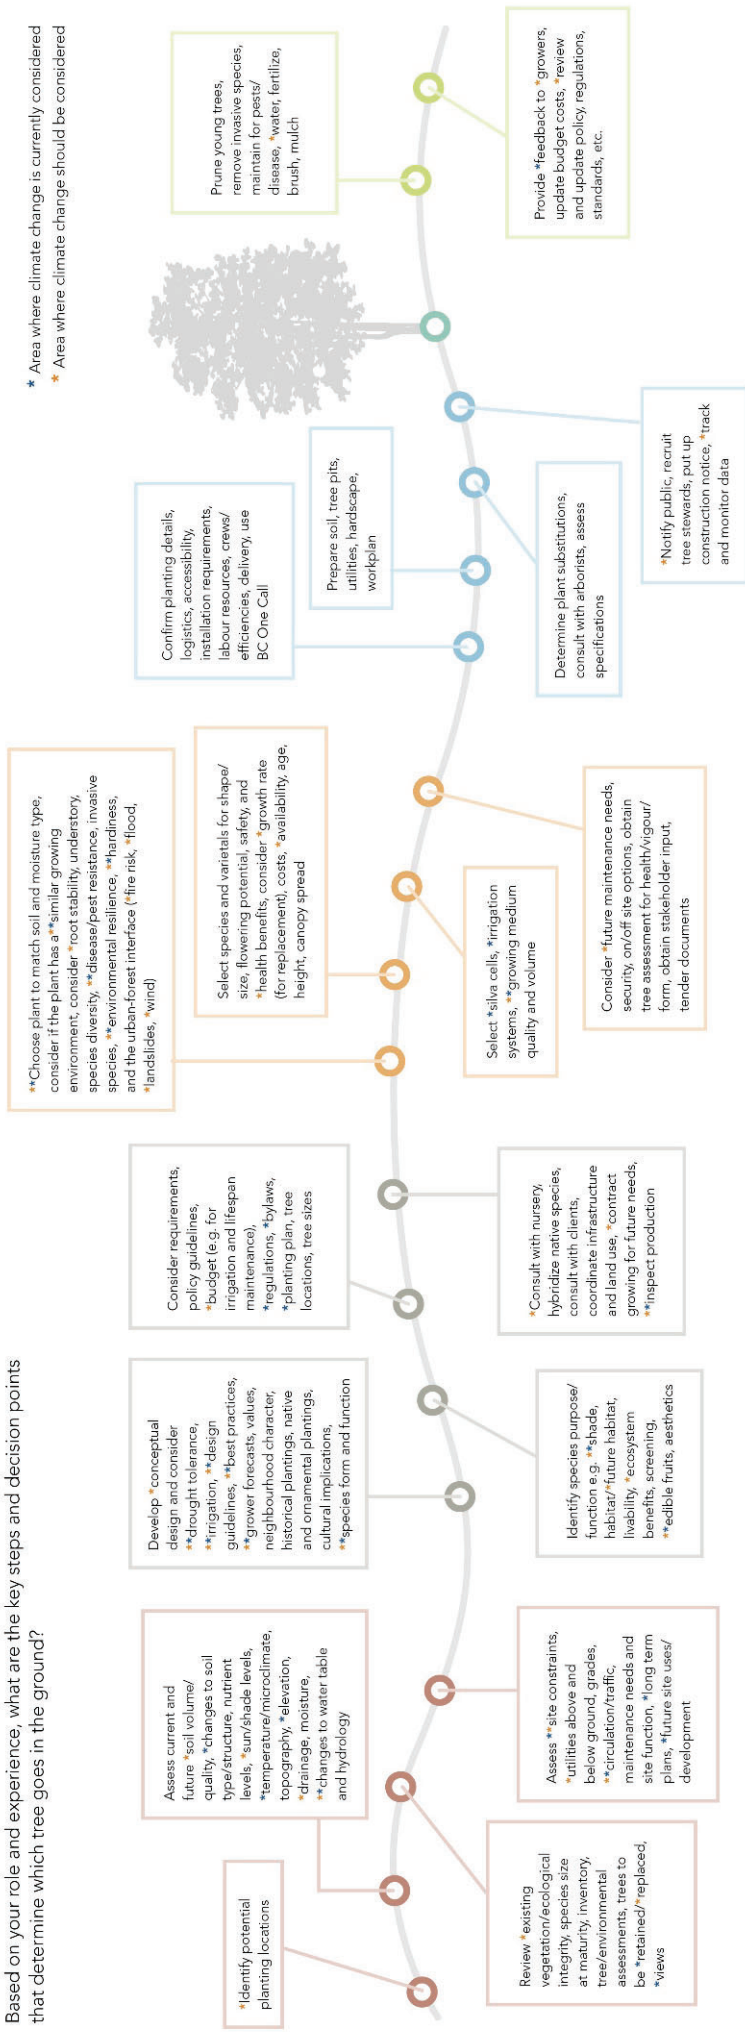 Based on your role and experience, what are the key steps and decision points
that determine which tree goes in the ground?
* Area where climate change is currently considered
* Area where climate change should be considered
*Identify potential
planting locations
Assess current and
future *soil volume/
quality, *changes to soil
type/structure, nutrient
levels, *sun/shade levels,
*temperature/microclimate,
topography, *elevation,
*drainage, moisture,
**changes to water table
and hydrology
Review *existing
vegetation/ecological
integrity, species size
at maturity, inventory,
tree/environmental
assessments, trees to
be *retained/*replaced,
*views
Assess **site constraints,
*utilities above and
below ground, grades,
**circulation/traffic,
maintenance needs and
site function, *long term
plans, *future site uses/
development
Develop *conceptual
design and consider
**drought tolerance,
**irrigation, **design
guidelines, **best practices,
**grower forecasts, values,
neighbourhood character,
historical plantings, native
and ornamental plantings,
cultural implications,
**species form and function
Identify species purpose/
function e.g. **shade,
habitat/*future habitat,
livability, *ecosystem
benefits, screening,
**edible fruits, aesthetics
Consider requirements,
policy guidelines,
*budget (e.g. for
irrigation and lifespan
maintenance),
*regulations, *bylaws,
*planting plan, tree
locations, tree sizes
*Consult with nursery,
hybridize native species,
consult with clients,
coordinate infrastructure
and land use, *contract
growing for future needs,
**inspect production
**Choose plant to match soil and moisture type,
consider if the plant has a**similar growing
environment, consider *root stability, understory,
species diversity, **disease/pest resistance, invasive
species, **environmental resilience, **hardiness,
and the urban-forest interface (*fire risk, *flood,
*landslides, *wind)
Select species and varietals for shape/
size, flowering potential, safety, and
*health benefits, consider *growth rate
(for replacement), costs, *availability, age,
height, canopy spread
Select *silva cells, *irrigation
systems, **growing medium
quality and volume
Consider *future maintenance needs,
security, on/off site options, obtain
tree assessment for health/vigour/
form, obtain stakeholder input,
tender documents
Confirm planting details,
logistics, accessibility,
installation requirements,
labour resources, crews/
efficiencies, delivery, use
BC One Call
Prepare soil, tree pits,
utilities, hardscape,
workplan
Determine plant substitutions,
consult with arborists, assess
specifications
*Notify public, recruit
tree stewards, put up
construction notice, *track
and monitor data
Prune young trees,
remove invasive species,
maintain for pests/
disease, *water, fertilize,
brush, mulch
Provide *feedback to *growers,
update budget costs, *review
and update policy, regulations,
standards, etc.